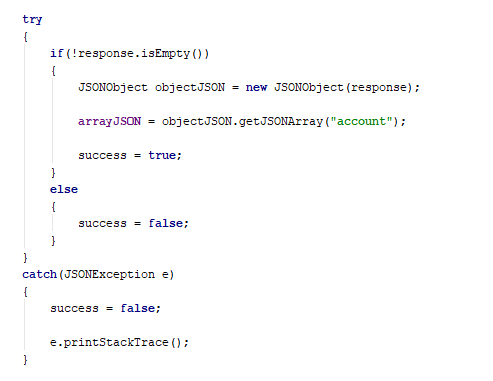 try
{
    if(!response.isEmpty())
    {
        JSONObject objectJSON = new JSONObject(response);

        arrayJSON = objectJSON.getJSONArray("account");

        success = true;
    }
    else
    {
        success = false;
    }
}
catch(JSONException e)
{
    success = false;

    e.printStackTrace();
}